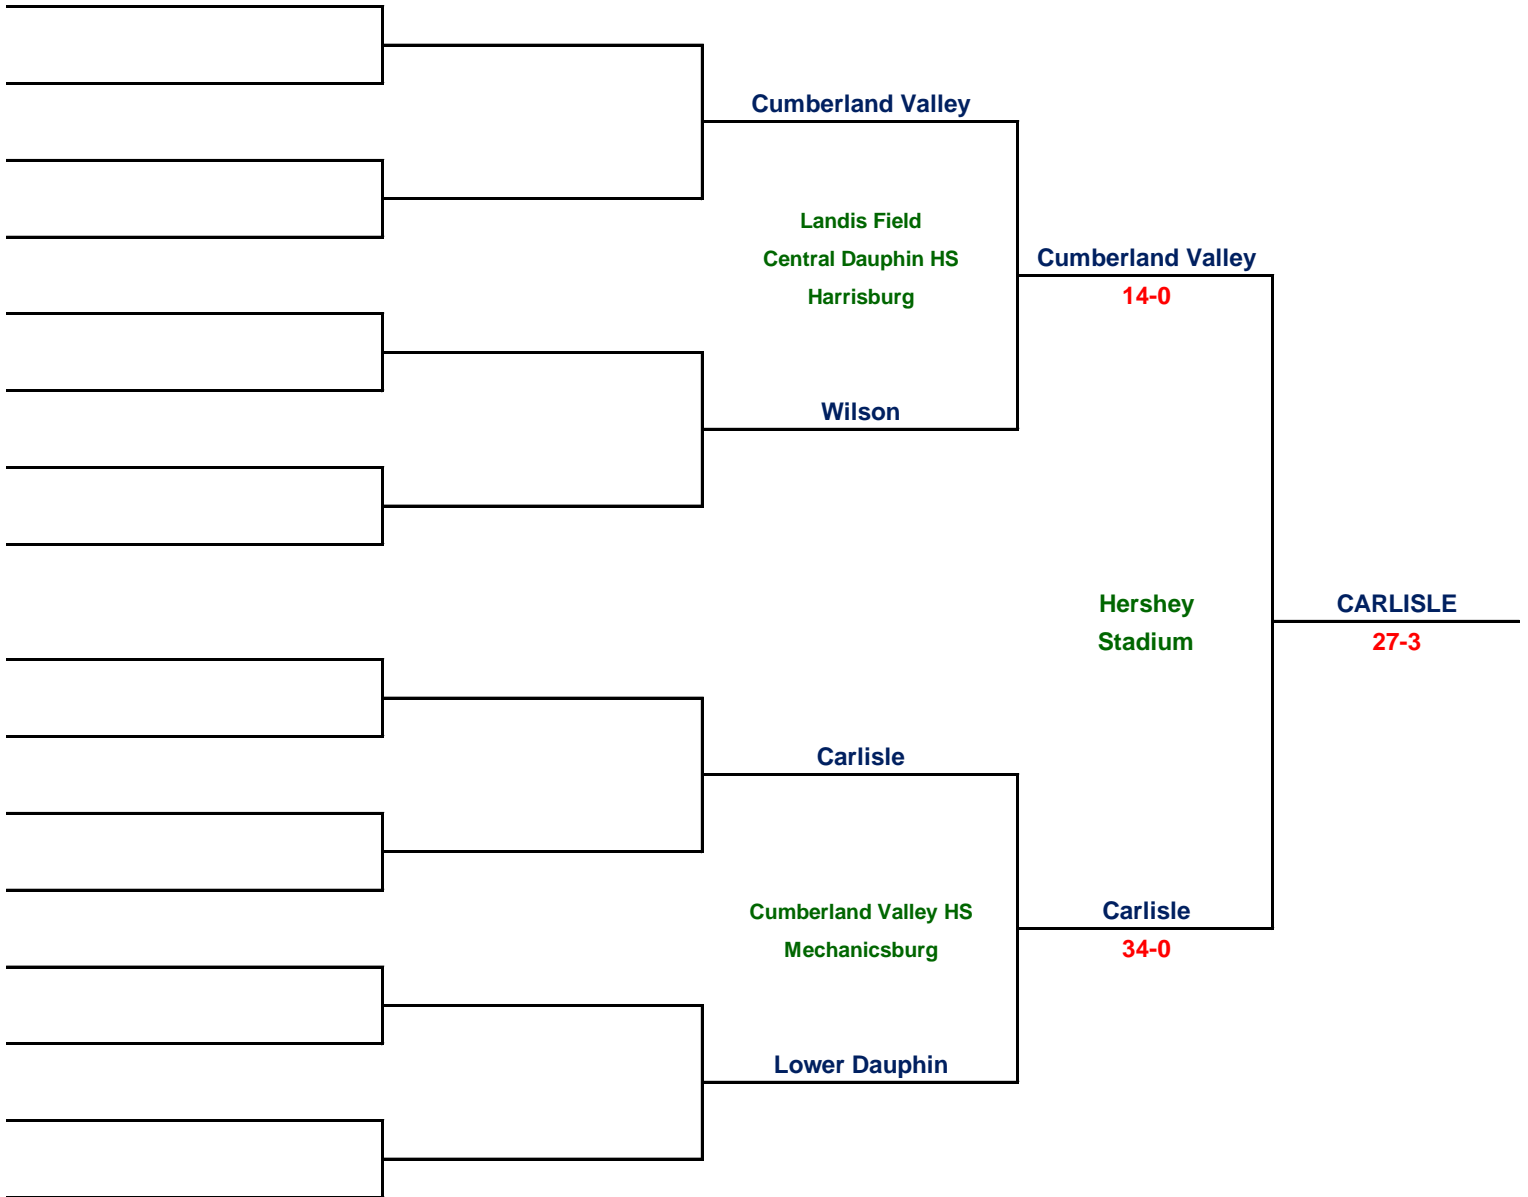 Cumberland Valley
Landis Field
Central Dauphin HS
Harrisburg
Cumberland Valley
14-0
Wilson
Hershey
Stadium
CARLISLE
27-3
Carlisle
Cumberland Valley HS
Mechanicsburg
Carlisle
34-0
Lower Dauphin